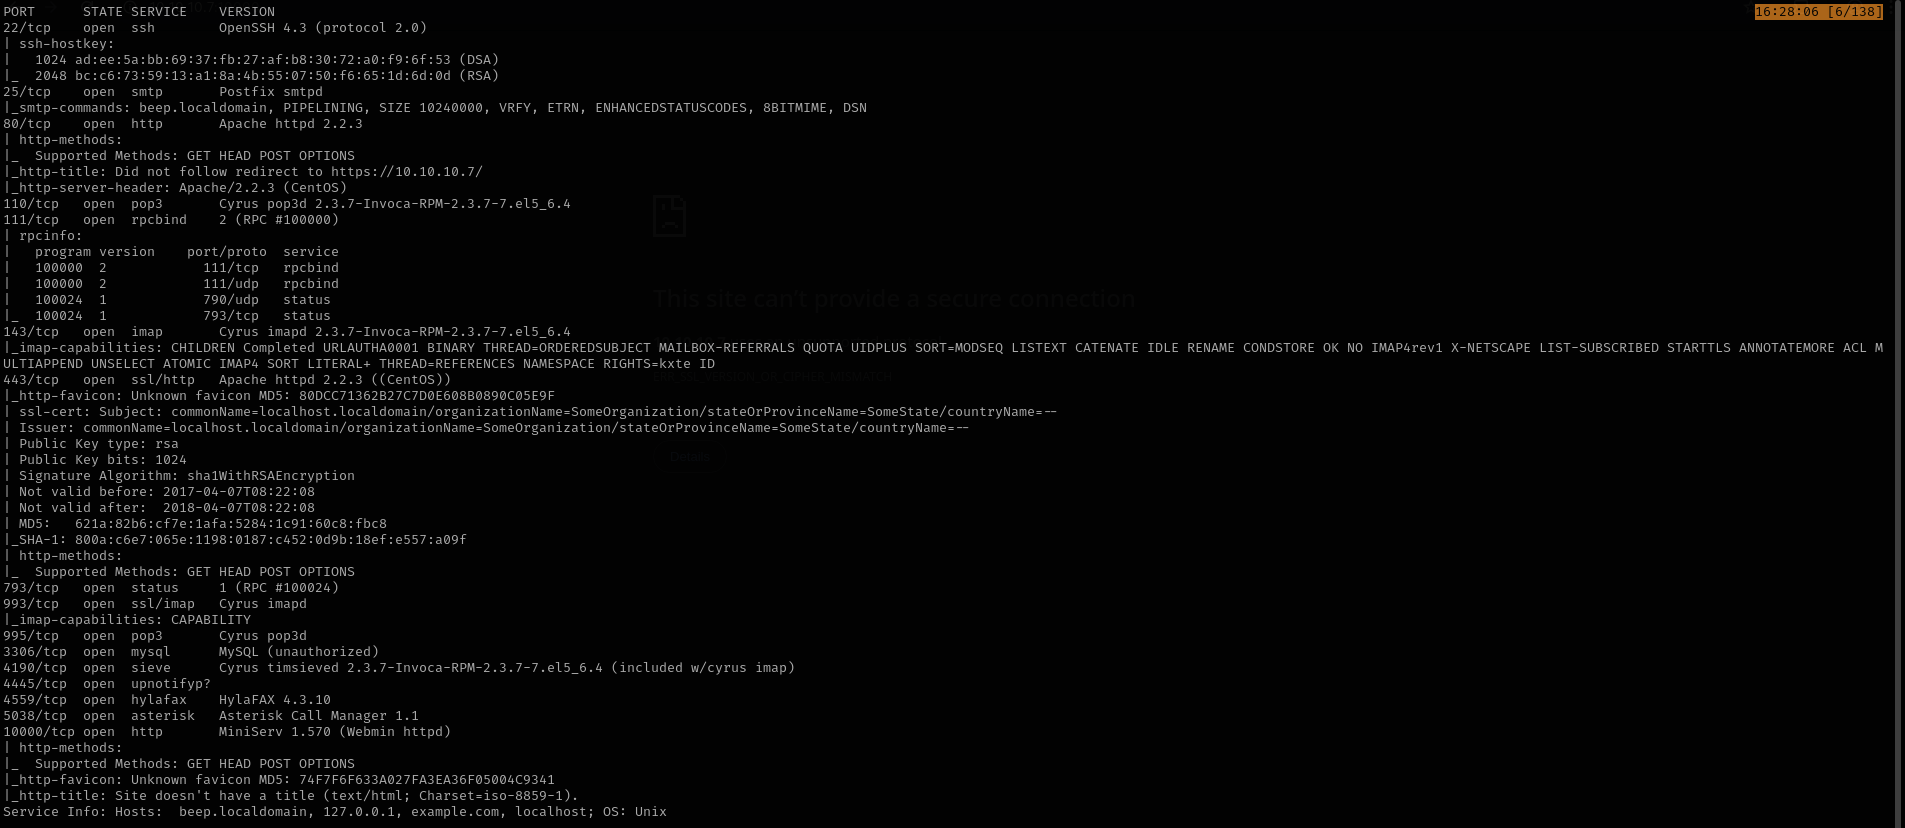 PORT      STATE SERVICE    VERSION
16:28:06 [6/138]
22/tcp    open  ssh        OpenSSH 4.3 (protocol 2.0)
| ssh-hostkey:
|   1024 ad:ee:5a:bb:69:37:fb:27:af:b8:30:72:a0:f9:6f:53 (DSA)
|_  2048 bc:c6:73:59:13:a1:8a:4b:55:07:50:f6:65:1d:6d:0d (RSA)
25/tcp    open  smtp       Postfix smtpd
|_smtp-commands: beep.localdomain, PIPELINING, SIZE 10240000, VRFY, ETRN, ENHANCEDSTATUSCODES, 8BITMIME, DSN
80/tcp    open  http       Apache httpd 2.2.3
| http-methods:
|_  Supported Methods: GET HEAD POST OPTIONS
|_http-title: Did not follow redirect to https://10.10.10.7/
|_http-server-header: Apache/2.2.3 (CentOS)
110/tcp   open  pop3       Cyrus pop3d 2.3.7-Invoca-RPM-2.3.7-7.el5_6.4
111/tcp   open  rpcbind    2 (RPC #100000)
| rpcinfo:
|   program version    port/proto  service
|   100000  2            111/tcp   rpcbind
|   100000  2            111/udp   rpcbind
|   100024  1            790/udp   status
|_  100024  1            793/tcp   status
This site can't provide a secure connection
143/tcp   open  imap       Cyrus imapd 2.3.7-Invoca-RPM-2.3.7-7.el5_6.4
|_imap-capabilities: CHILDREN Completed URLAUTHA0001 BINARY THREAD=ORDEREDSUBJECT MAILBOX-REFERRALS QUOTA UIDPLUS SORT=MODSEQ LISTEXT CATENATE IDLE RENAME CONDSTORE OK NO IMAP4rev1 X-NETSCAPE LIST-SUBSCRIBED STARTTLS ANNOTATEMORE ACL M
ULTIAPPEND UNSELECT ATOMIC IMAP4 SORT LITERAL+ THREAD=REFERENCES NAMESPACE RIGHTS=kxte ID
443/tcp   open  ssl/http   Apache httpd 2.2.3 ((CentOS))
|_http-favicon: Unknown favicon MD5: 80DCC71362B27C7D0E608B0890C05E9F
| ssl-cert: Subject: commonName=localhost.localdomain/organizationName=SomeOrganization/stateOrProvinceName=SomeState/countryName=--
| Issuer: commonName=localhost.localdomain/organizationName=SomeOrganization/stateOrProvinceName=SomeState/countryName=--
| Public Key type: rsa
| Public Key bits: 1024
Details
| Signature Algorithm: sha1WithRSAEncryption
| Not valid before: 2017-04-07T08:22:08
| Not valid after:  2018-04-07T08:22:08
| MD5:   621a:82b6:cf7e:1afa:5284:1c91:60c8:fbc8
|_SHA-1: 800a:c6e7:065e:1198:0187:c452:0d9b:18ef:e557:a09f
| http-methods:
|_  Supported Methods: GET HEAD POST OPTIONS
793/tcp   open  status     1 (RPC #100024)
993/tcp   open  ssl/imap   Cyrus imapd
|_imap-capabilities: CAPABILITY
995/tcp   open  pop3       Cyrus pop3d
3306/tcp  open  mysql      MySQL (unauthorized)
4190/tcp  open  sieve      Cyrus timsieved 2.3.7-Invoca-RPM-2.3.7-7.el5_6.4 (included w/cyrus imap)
4445/tcp  open  upnotifyp?
4559/tcp  open  hylafax    HylaFAX 4.3.10
5038/tcp  open  asterisk   Asterisk Call Manager 1.1
10000/tcp open  http       MiniServ 1.570 (Webmin httpd)
| http-methods:
|_  Supported Methods: GET HEAD POST OPTIONS
|_http-favicon: Unknown favicon MD5: 74F7F6F633A027FA3EA36F05004C9341
|_http-title: Site doesn't have a title (text/html; Charset=iso-8859-1).
Service Info: Hosts:  beep.localdomain, 127.0.0.1, example.com, localhost; OS: Unix